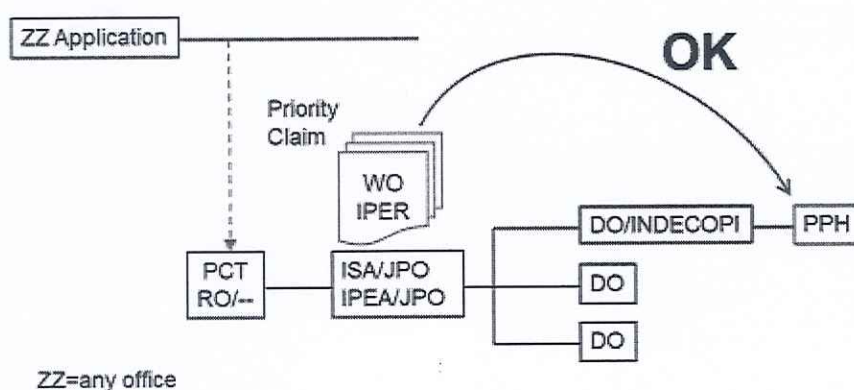 ZZ Application
OK
Priority
Claim
WO
IPER
DO/INDECOPI
PPH
PCT
RO/--
ISA/JPO
IPEA/JPO
DO
DO
ZZ=any office